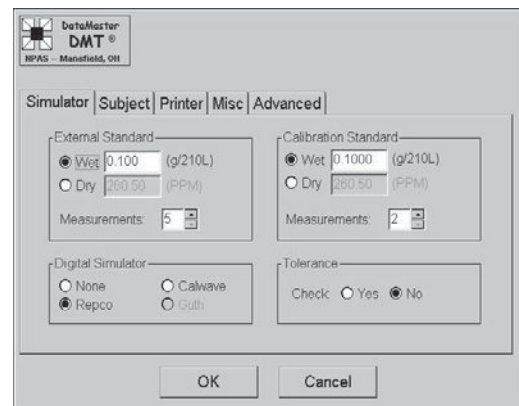 DataMaster
DMT ®
NPAS – Mansfield, OH
Simulator Subject Printer Misc Advanced
External Standard
Wet 0.100 (g/210L)
Dry 260.50 (PPM)
Measurements: 5
Calibration Standard
Wet 0.1000 (g/210L)
Dry 260.50 (PPM)
Measurements: 2
Digital Simulator
None Calwave
Repco Guth
Tolerance
Check: Yes No
OK Cancel